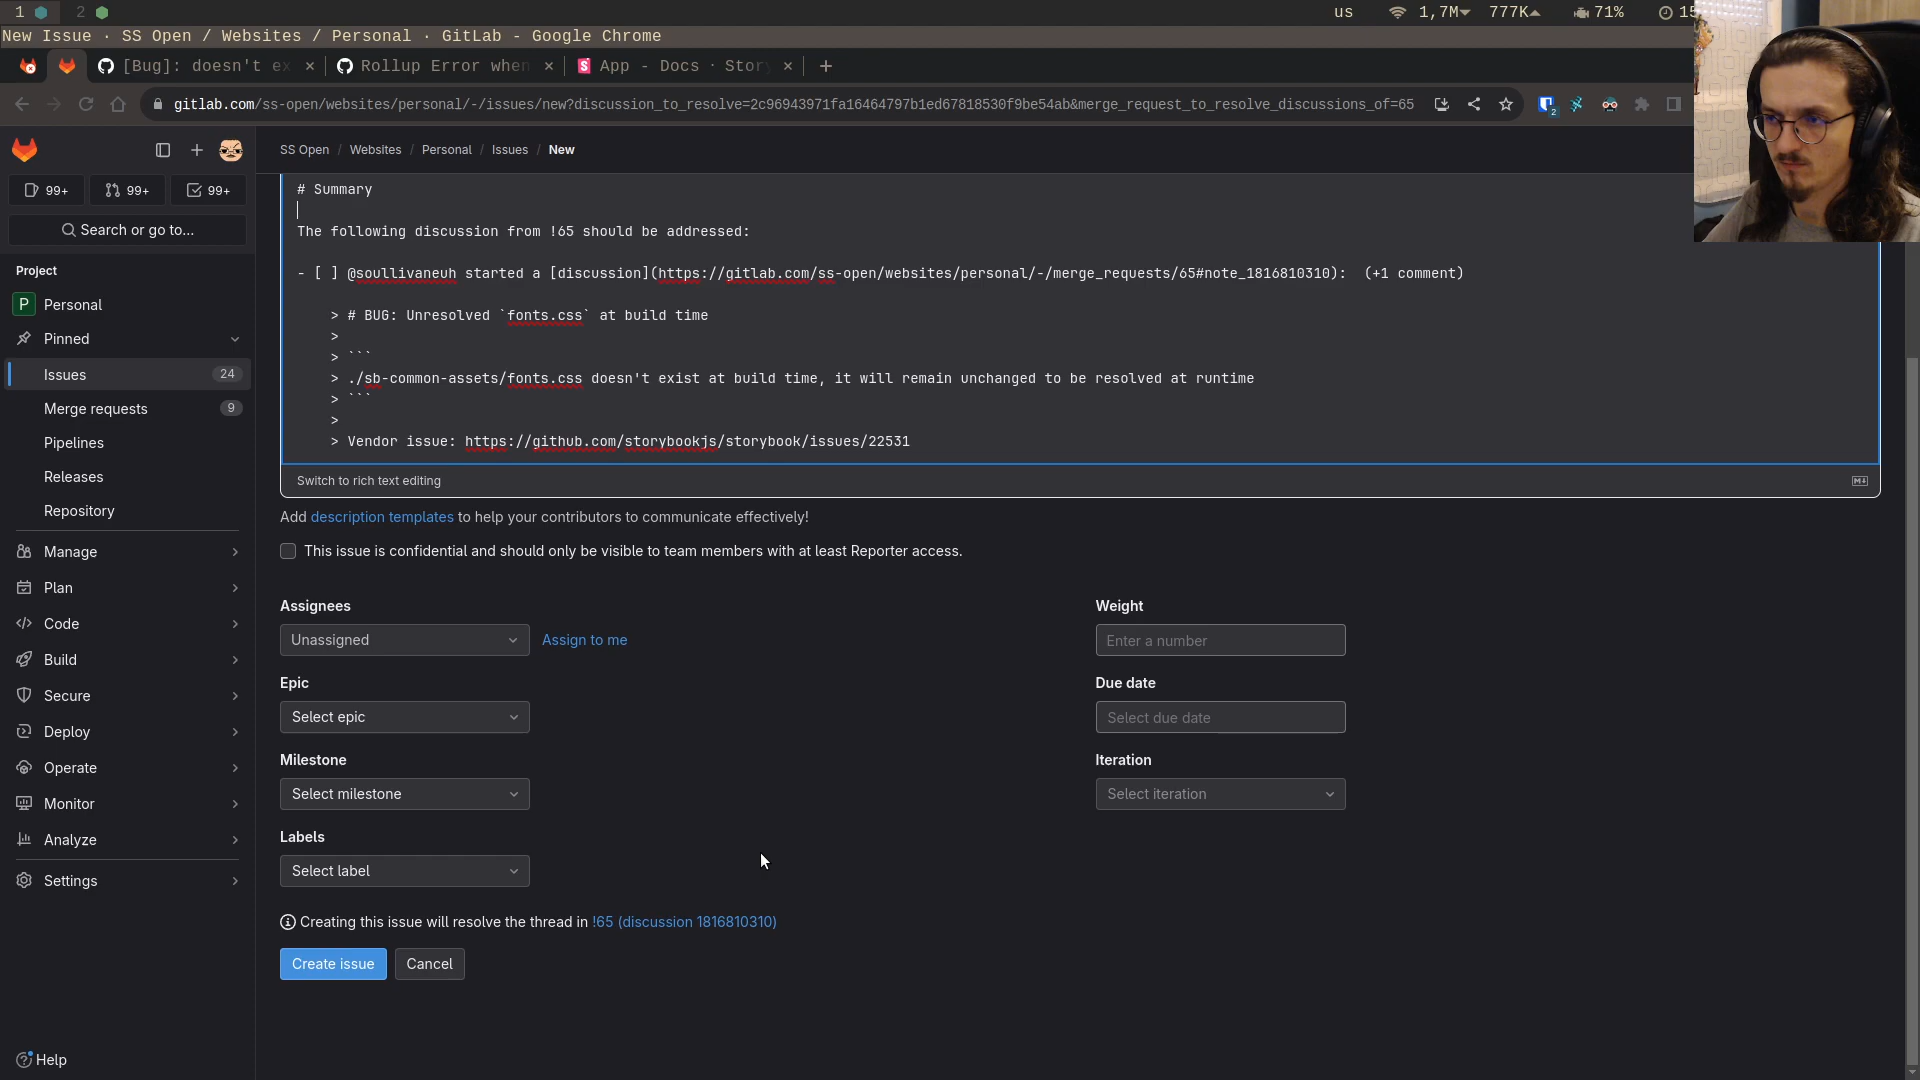 1 2 us 1,7M 777K 71% 15
New Issue · SS Open / Websites / Personal · GitLab - Google Chrome
[Bug]: doesn't ex × Rollup Error when × App - Docs · Story × +
gitlab.com/ss-open/websites/personal/-/issues/new?discussion_to_resolve=2c96943971fa16464797b1ed67818530f9be54ab&merge_request_to_resolve_discussions_of=65
SS Open / Websites / Personal / Issues / New
99+ 99+ 99+
Search or go to...
Project
P Personal
Pinned
Issues 24
Merge requests 9
Pipelines
Releases
Repository
Manage
Plan
Code
Build
Secure
Deploy
Operate
Monitor
Analyze
Settings
Help
# Summary
The following discussion from !65 should be addressed:
- [ ] @soullivaneuh started a [discussion](https://gitlab.com/ss-open/websites/personal/-/merge_requests/65#note_1816810310):  (+1 comment)
> # BUG: Unresolved `fonts.css` at build time
>
> ```
> ./sb-common-assets/fonts.css doesn't exist at build time, it will remain unchanged to be resolved at runtime
> ```
>
> Vendor issue: https://github.com/storybookjs/storybook/issues/22531
Switch to rich text editing
Add description templates to help your contributors to communicate effectively!
This issue is confidential and should only be visible to team members with at least Reporter access.
Assignees
Unassigned Assign to me
Epic
Select epic
Milestone
Select milestone
Labels
Select label
Weight
Enter a number
Due date
Select due date
Iteration
Select iteration
Creating this issue will resolve the thread in !65 (discussion 1816810310)
Create issue Cancel